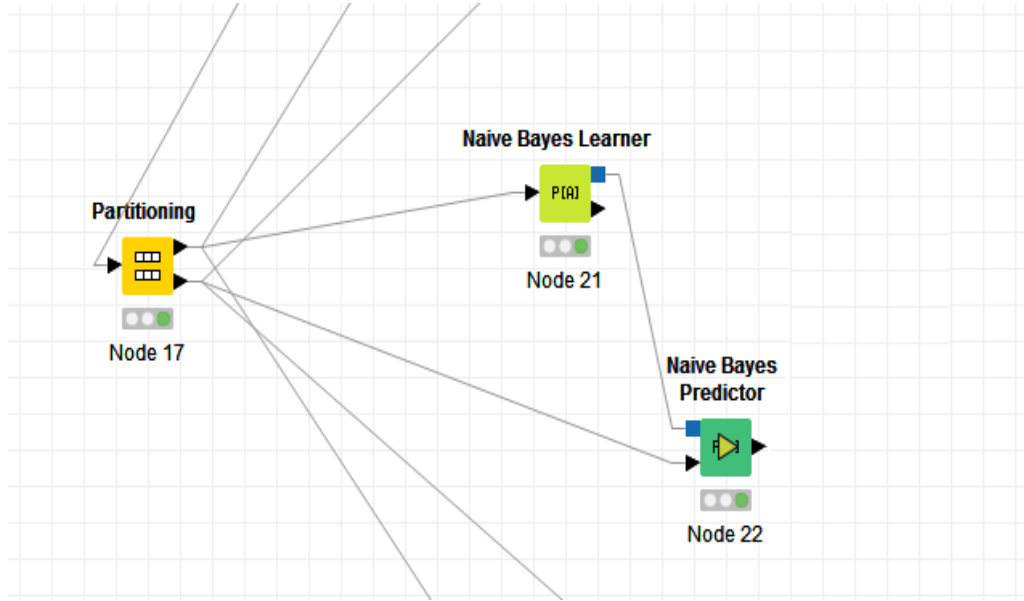 Naive Bayes Learner
P[A]
Node 21
Partitioning
Node 17
Naive Bayes
Predictor
Node 22